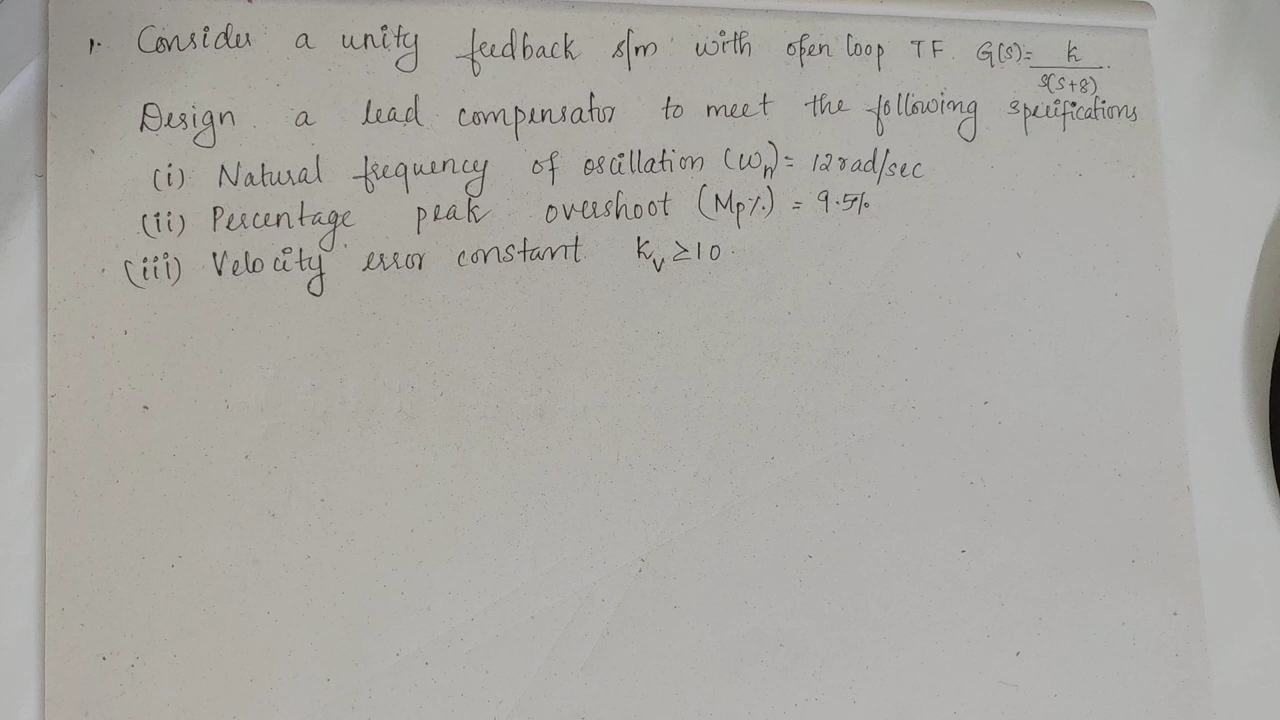 1. Consider a unity feedback s/m with open loop TF. G(s)= k/s(s+8).
Design a lead compensator to meet the following specifications
(i) Natural frequency of oscillation (ωn)= 12 rad/sec
(ii) Percentage peak overshoot (Mp%) = 9.5%
(iii) Velocity error constant kv ≥10.